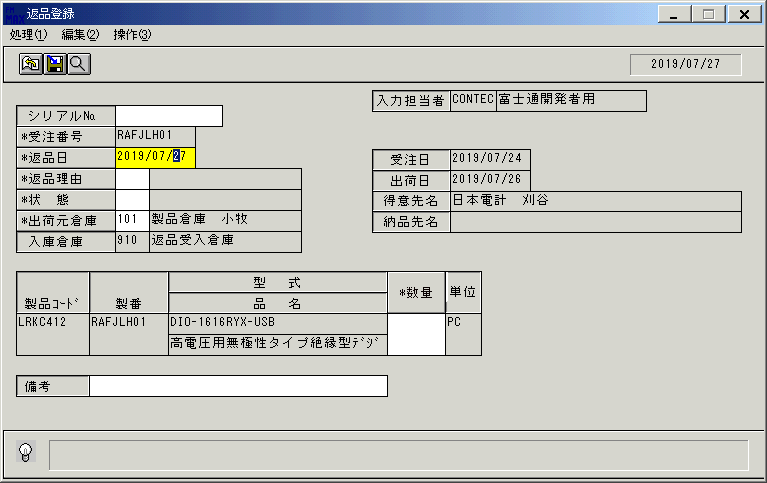 返品登録
処理(1) 編集(2) 操作(3)
2019/07/27
入力担当者 CONTEC 富士通開発者用
シリアル№
*受注番号 RAFJLH01
*返品日 2019/07/27
受注日 2019/07/24
*返品理由
出荷日 2019/07/26
*状 態
得意先名 日本電計 刈谷
*出荷元倉庫 101 製品倉庫 小牧
納品先名
入庫倉庫 910 返品受入倉庫
製品ｺｰﾄﾞ 製番 型 式 *数量 単位
品 名
LRKC412 RAFJLH01 DIO-1616RYX-USB PC
高電圧用無極性タイプ絶縁型ﾃﾞｼﾞ
備考